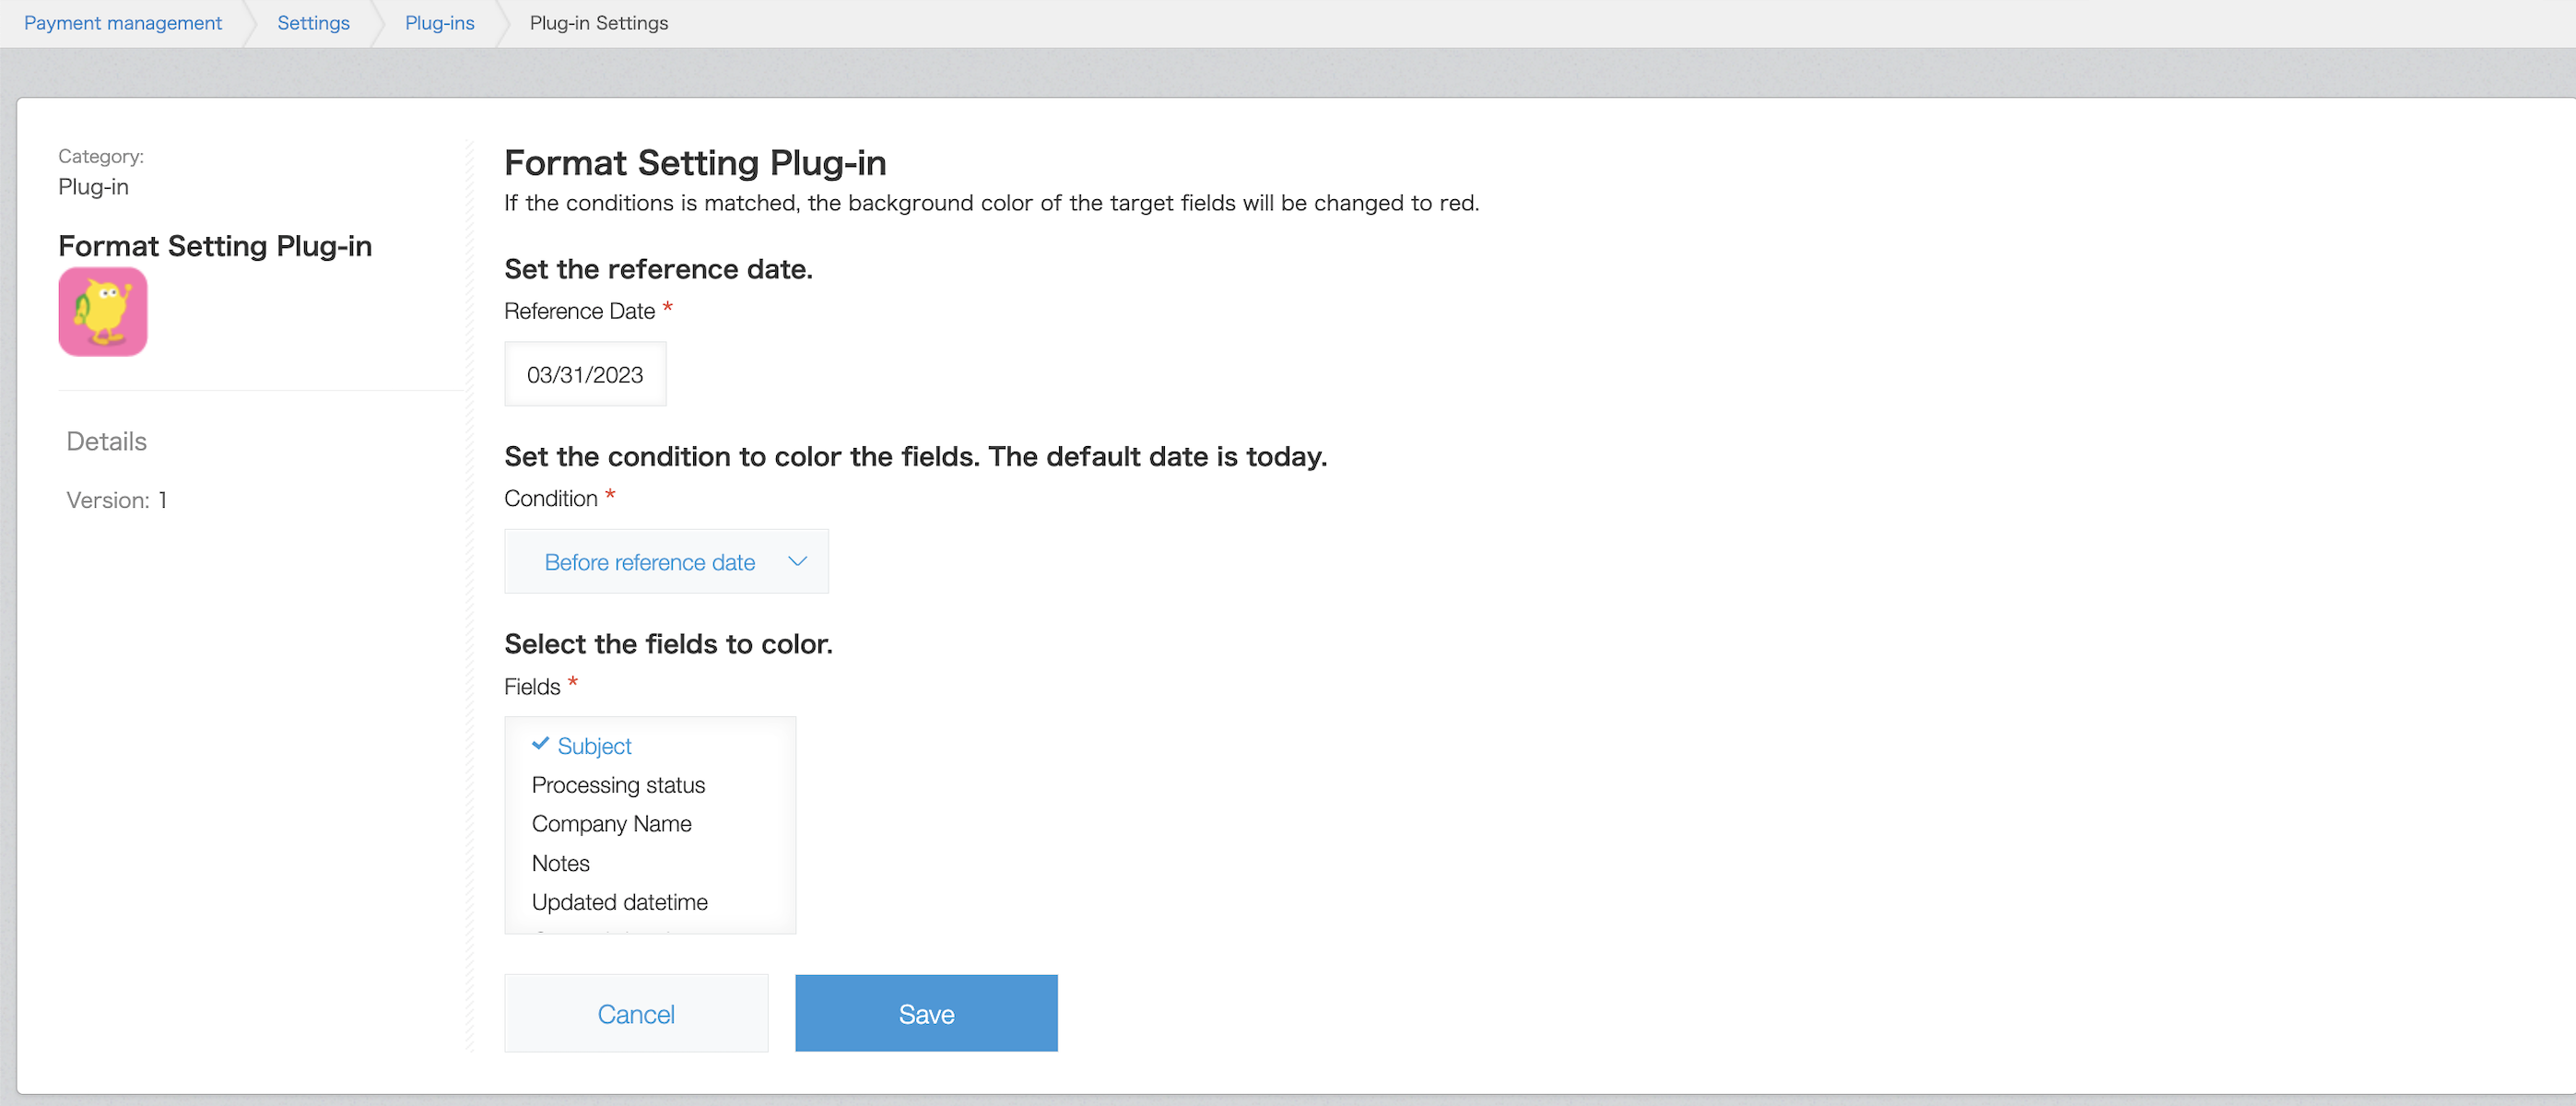 Payment management
Settings
Plug-ins
Plug-in Settings
Category:
Plug-in
Format Setting Plug-in
Details
Version: 1
Format Setting Plug-in
If the conditions is matched, the background color of the target fields will be changed to red.
Set the reference date.
Reference Date *
03/31/2023
Set the condition to color the fields. The default date is today.
Condition *
Before reference date
Select the fields to color.
Fields *
Subject
Processing status
Company Name
Notes
Updated datetime
Cancel
Save